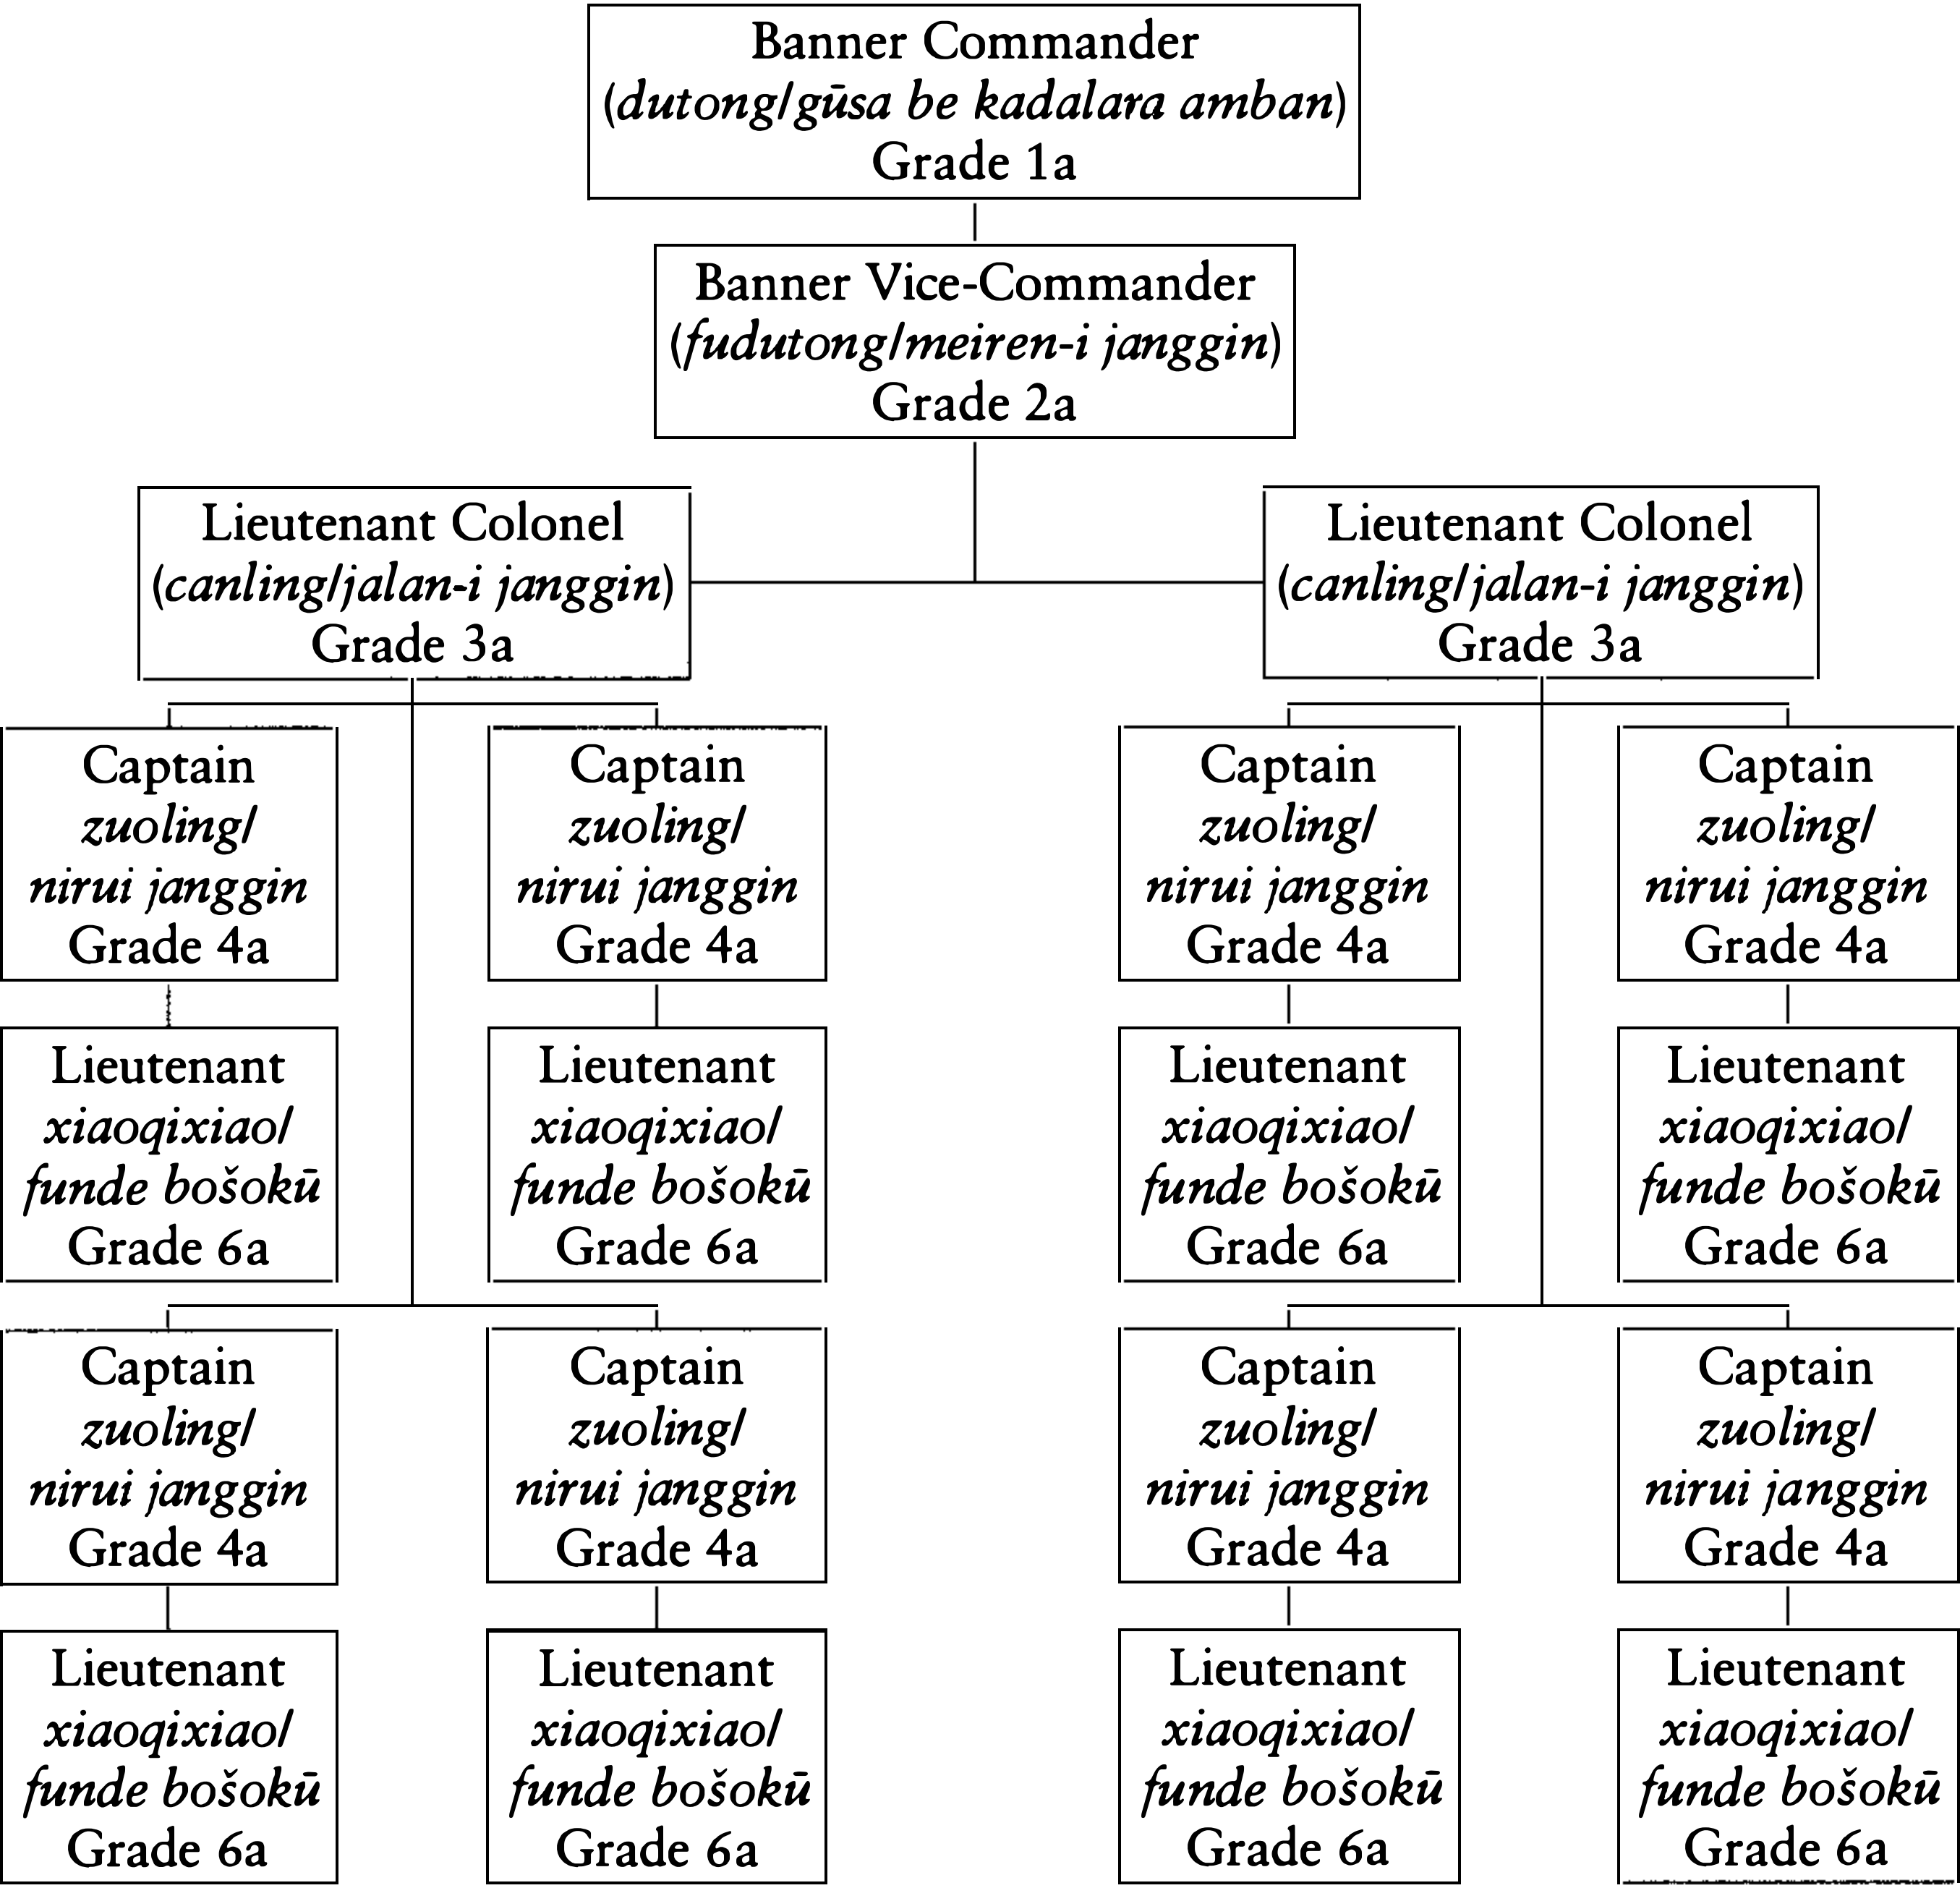 Banner Commander
(dutong/gūsa be kadalara amban)
Grade 1a
Banner Vice-Commander
(fudutong/meiren-i janggin)
Grade 2a
Lieutenant Colonel
(canling/jalan-i janggin)
Grade 3a
Lieutenant Colonel
(canling/jalan-i janggin)
Grade 3a
Captain
zuoling/
nirui janggin
Grade 4a
Captain
zuoling/
nirui janggin
Grade 4a
Captain
zuoling/
nirui janggin
Grade 4a
Captain
zuoling/
nirui janggin
Grade 4a
Lieutenant
xiaoqixiao/
funde bošokū
Grade 6a
Lieutenant
xiaoqixiao/
funde bošokū
Grade 6a
Lieutenant
xiaoqixiao/
funde bošokū
Grade 6a
Lieutenant
xiaoqixiao/
funde bošokū
Grade 6a
Captain
zuoling/
nirui janggin
Grade 4a
Captain
zuoling/
nirui janggin
Grade 4a
Captain
zuoling/
nirui janggin
Grade 4a
Captain
zuoling/
nirui janggin
Grade 4a
Lieutenant
xiaoqixiao/
funde bošokū
Grade 6a
Lieutenant
xiaoqixiao/
funde bošokū
Grade 6a
Lieutenant
xiaoqixiao/
funde bošokū
Grade 6a
Lieutenant
xiaoqixiao/
funde bošokū
Grade 6a